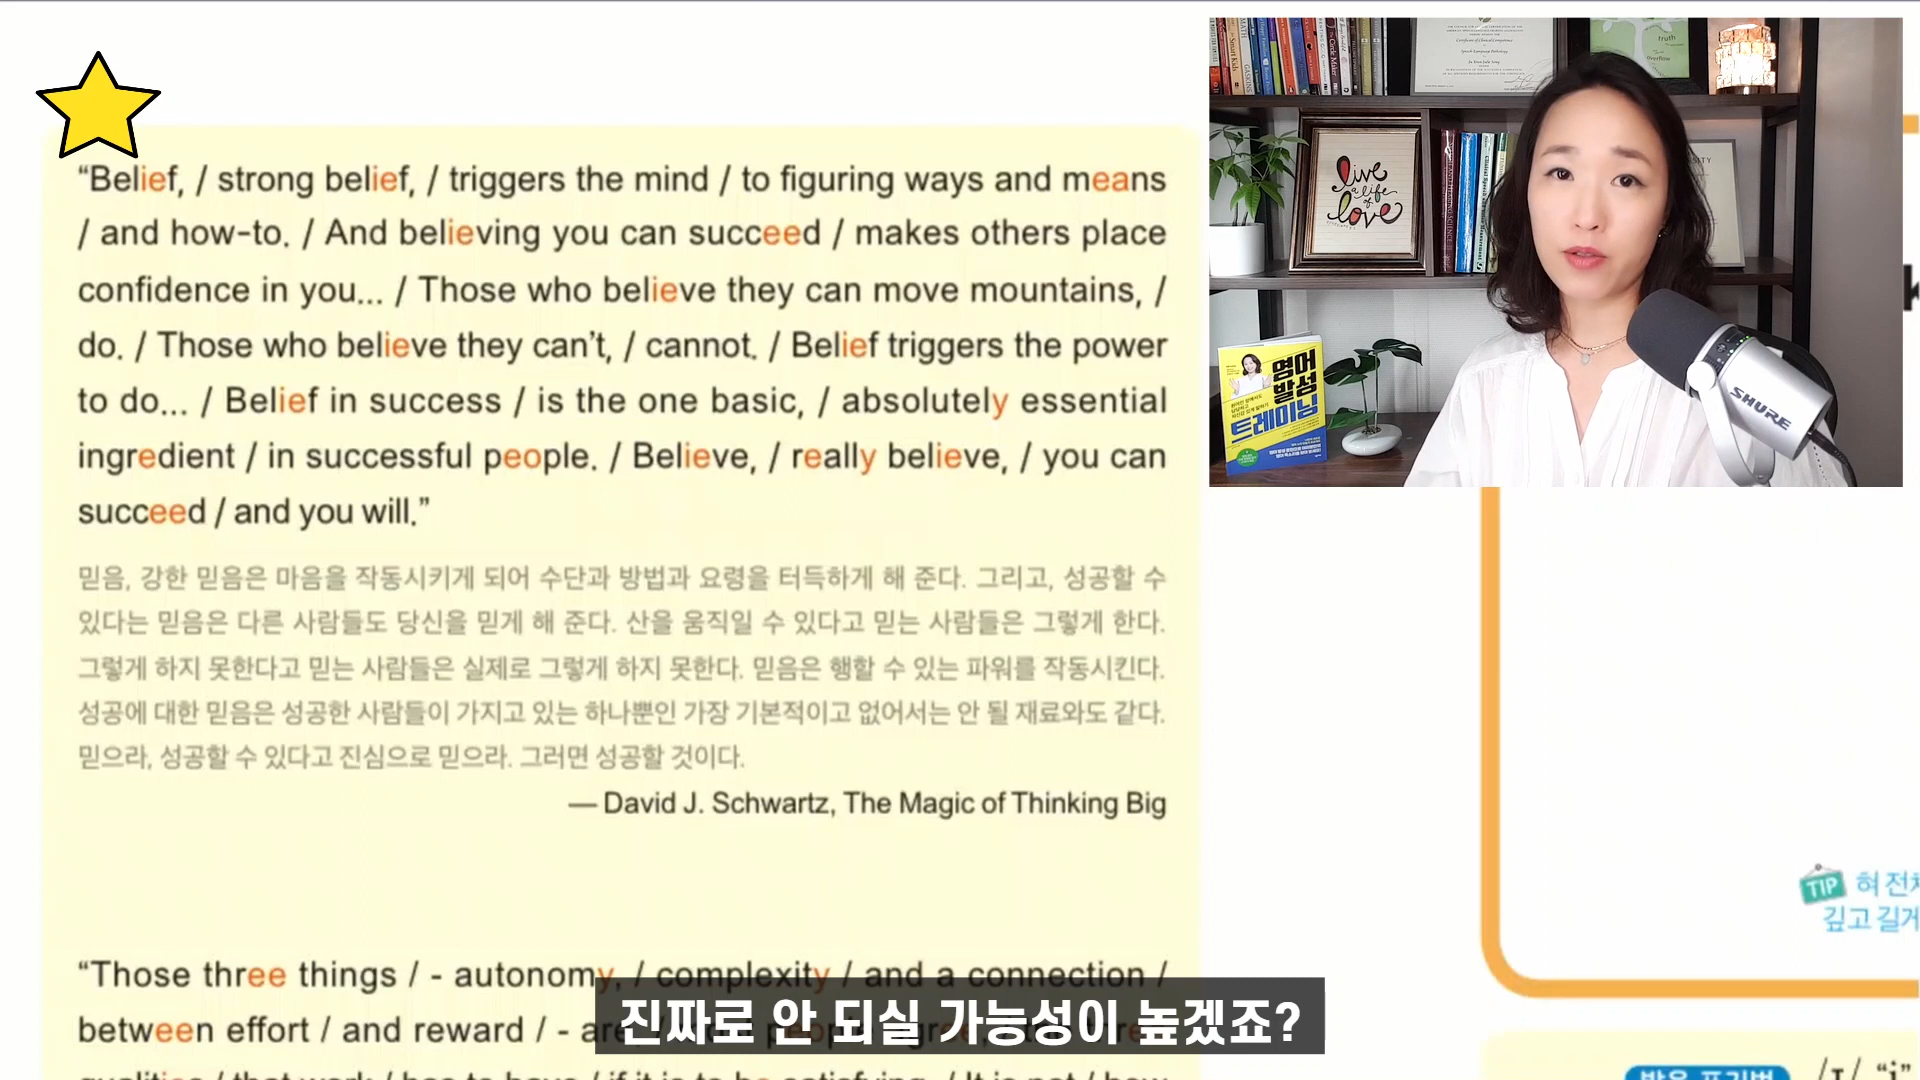 “Belief, / strong belief, / triggers the mind / to figuring ways and means
/ and how-to. / And believing you can succeed / makes others place
confidence in you... / Those who believe they can move mountains, /
do. / Those who believe they can’t, / cannot. / Belief triggers the power
to do... / Belief in success / is the one basic, / absolutely essential
ingredient / in successful people. / Believe, / really believe, / you can
succeed / and you will.”
믿음, 강한 믿음은 마음을 작동시키게 되어 수단과 방법과 요령을 터득하게 해 준다. 그리고, 성공할 수
있다는 믿음은 다른 사람들도 당신을 믿게 해 준다. 산을 움직일 수 있다고 믿는 사람들은 그렇게 한다.
그렇게 하지 못한다고 믿는 사람들은 실제로 그렇게 하지 못한다. 믿음은 행할 수 있는 파워를 작동시킨다.
성공에 대한 믿음은 성공한 사람들이 가지고 있는 하나뿐인 가장 기본적이고 없어서는 안 될 재료와도 같다.
믿으라, 성공할 수 있다고 진심으로 믿으라. 그러면 성공할 것이다.
— David J. Schwartz, The Magic of Thinking Big
“Those three things / - autonomy, / complexity / and a connection /
between effort / and reward / - are
진짜로 안 되실 가능성이 높겠죠?
live
a life
of
love
truth
overflow
영어
발성
트레이닝
SHURE
TIP 혀 전체
깊고 길게
/ɪ/ “i”